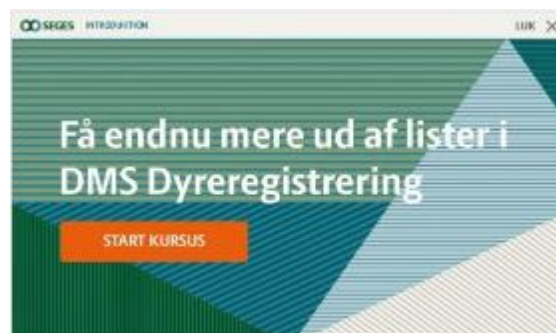 SEGES INTRODUKTION LUK
Få endnu mere ud af lister i
DMS Dyreregistrering
START KURSUS